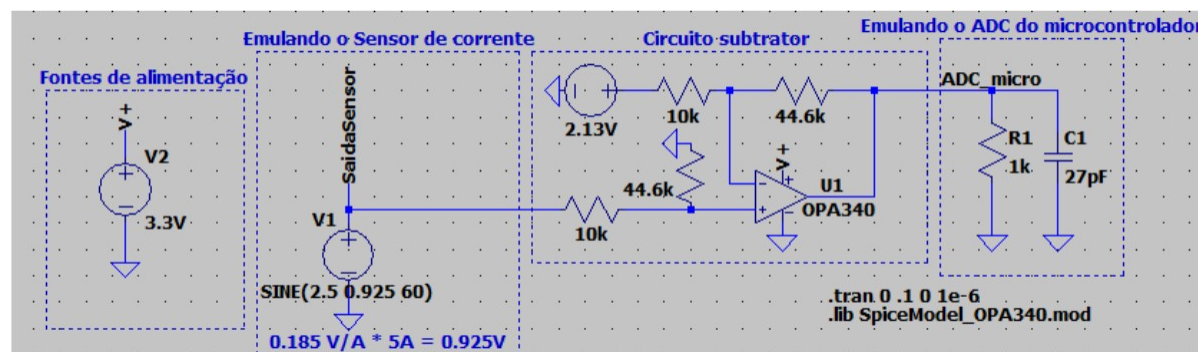 Fontes de alimentação
V+
V2
3.3V
Emulando o Sensor de corrente
SaidaSensor
V1
SINE(2.5 0.925 60)
0.185 V/A * 5A = 0.925V
Circuito subtrator
2.13V
10k
44.6k
44.6k
10k
V+
U1
OPA340
Emulando o ADC do microcontrolador
ADC_micro
R1
1k
C1
27pF
.tran 0 .1 0 1e-6
.lib SpiceModel_OPA340.mod